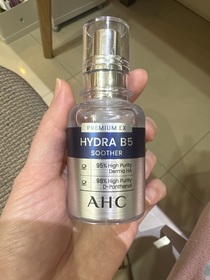 PREMIUM EX
HYDRA B5
SOOTHER
95% High Purity
Derma HA
98% High Purity
D-Panthenol
AHC